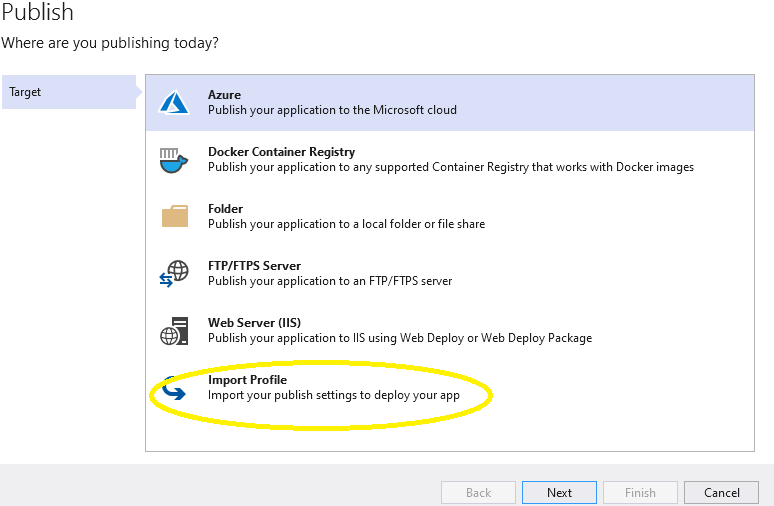 Publish
Where are you publishing today?
Target
Azure
Publish your application to the Microsoft cloud
Docker Container Registry
Publish your application to any supported Container Registry that works with Docker images
Folder
Publish your application to a local folder or file share
FTP/FTPS Server
Publish your application to an FTP/FTPS server
Web Server (IIS)
Publish your application to IIS using Web Deploy or Web Deploy Package
Import Profile
Import your publish settings to deploy your app
Back
Next
Finish
Cancel